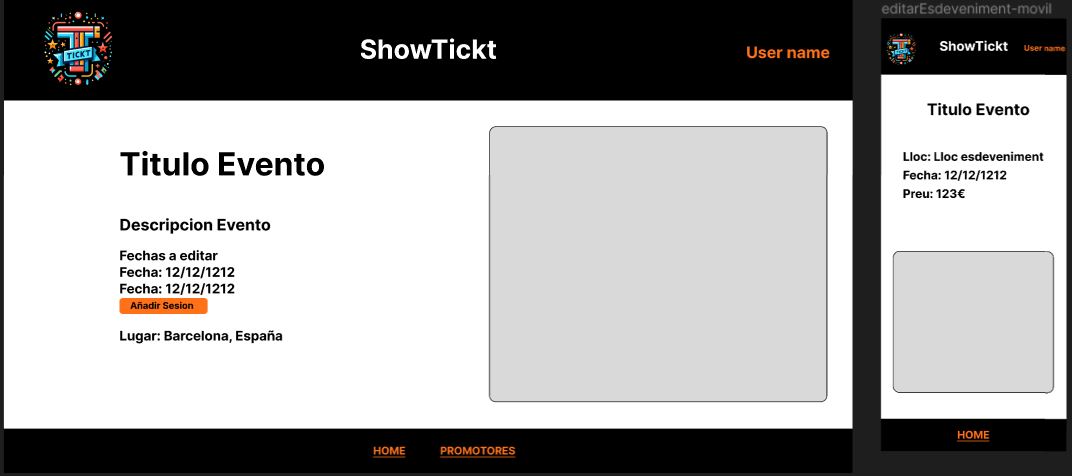 TICKT
ShowTickt
User name
Titulo Evento
Descripcion Evento
Fechas a editar
Fecha: 12/12/1212
Fecha: 12/12/1212
Añadir Sesion
Lugar: Barcelona, España
HOME PROMOTORES
editarEsdeveniment-movil
TICKT
ShowTickt
User name
Titulo Evento
Lloc: Lloc esdeveniment
Fecha: 12/12/1212
Preu: 123€
HOME